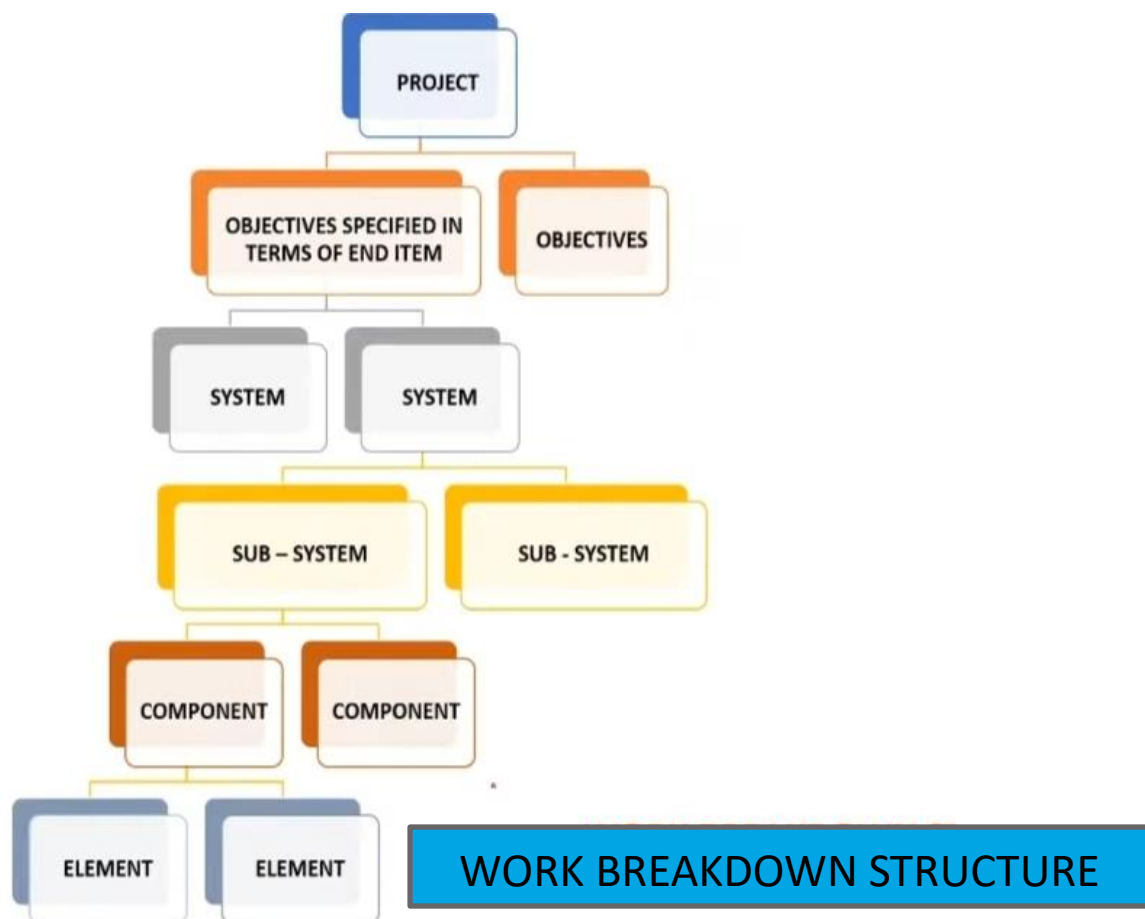 PROJECT
OBJECTIVES SPECIFIED IN
TERMS OF END ITEM
OBJECTIVES
SYSTEM
SYSTEM
SUB – SYSTEM
SUB - SYSTEM
COMPONENT
COMPONENT
ELEMENT
ELEMENT
WORK BREAKDOWN STRUCTURE